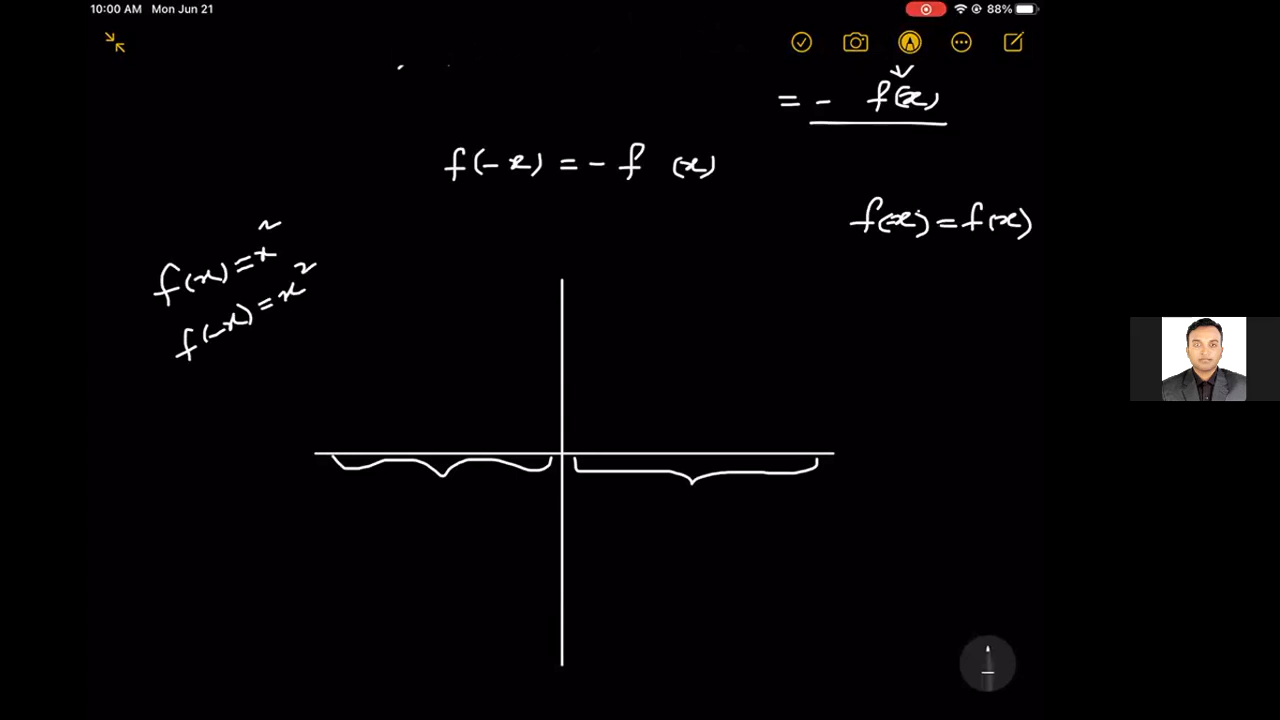 10:00 AM Mon Jun 21
88%
= - f(x)
f(-x) = - f (x)
f(-x) = f(x)
f(x) = x²
f(-x) = x²